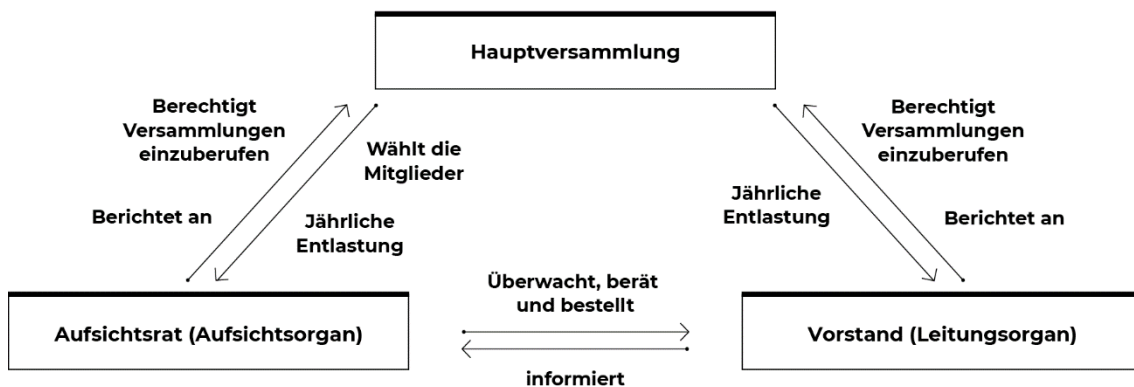 Hauptversammlung
Berechtigt
Versammlungen
einzuberufen
Wählt die
Mitglieder
Berichtet an
Jährliche
Entlastung
Berechtigt
Versammlungen
einzuberufen
Jährliche
Entlastung
Berichtet an
Überwacht, berät
und bestellt
Aufsichtsrat (Aufsichtsorgan)
Vorstand (Leitungsorgan)
informiert